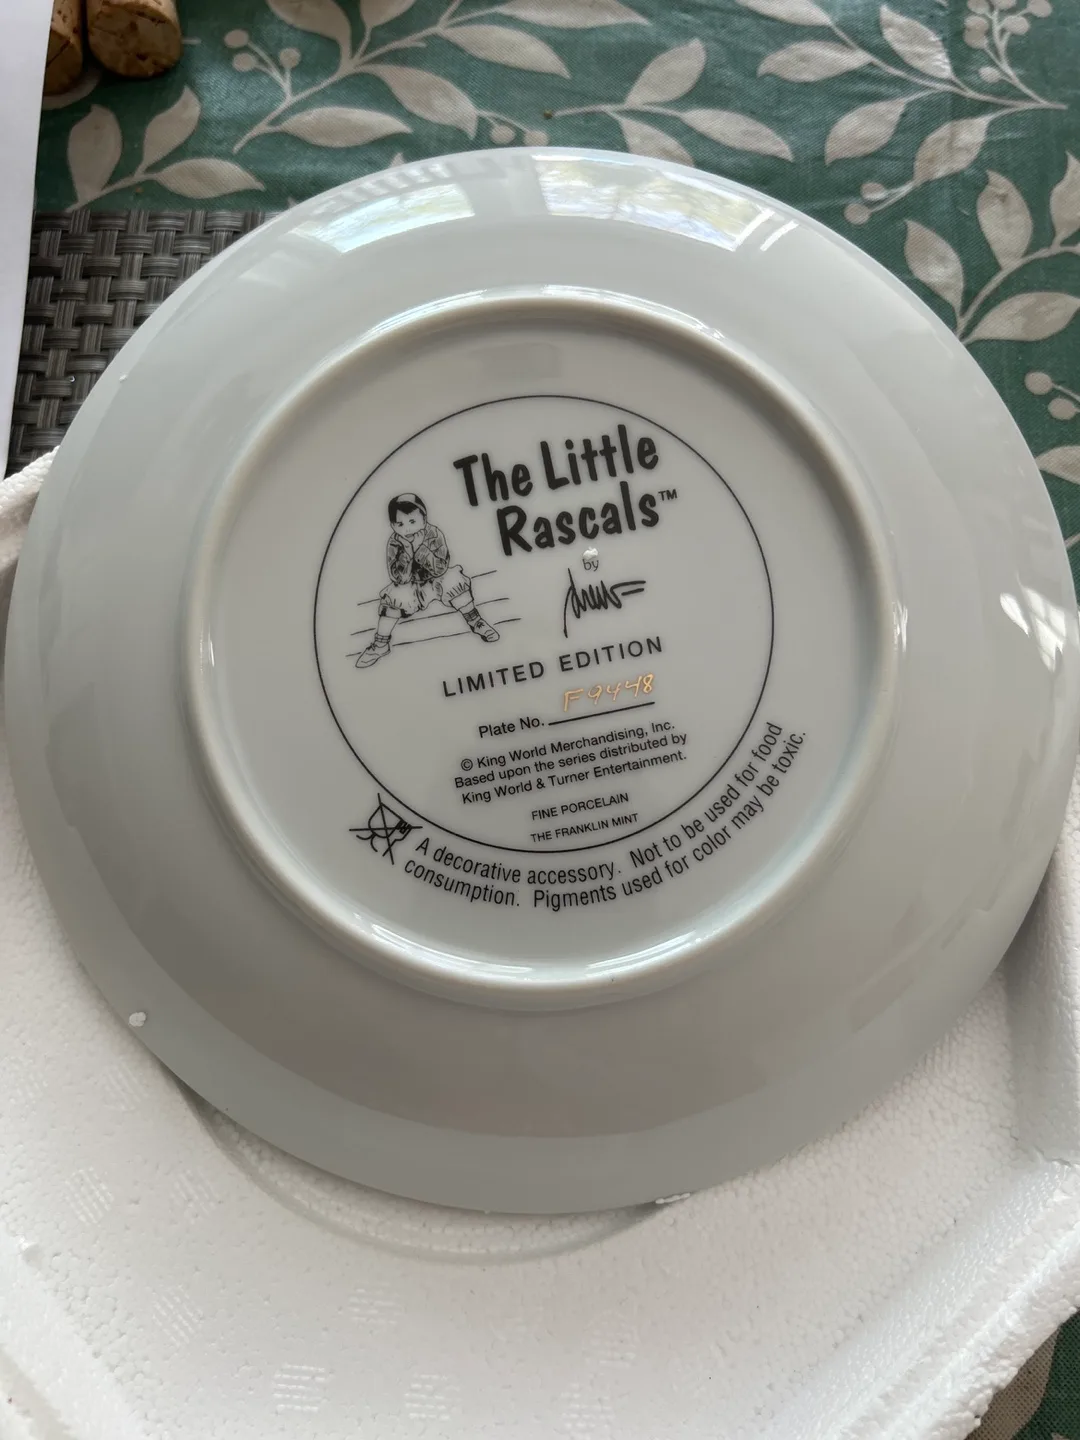 The Little
Rascals™
by
Drew
LIMITED EDITION
Plate No. F9448
© King World Merchandising, Inc.
Based upon the series distributed by
King World & Turner Entertainment.
FINE PORCELAIN
THE FRANKLIN MINT
A decorative accessory. Not to be used for food
consumption. Pigments used for color may be toxic.